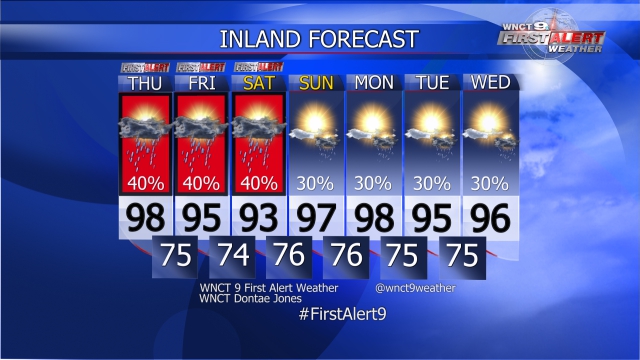 INLAND FORECAST
WNCT 9
FIRST ALERT
WEATHER
FIRST ALERT FIRST ALERT FIRST ALERT
THU FRI SAT SUN MON TUE WED
40% 40% 40% 30% 30% 30% 30%
98 95 93 97 98 95 96
75 74 76 76 75 75
WNCT 9 First Alert Weather @wnct9weather
WNCT Dontae Jones
#FirstAlert9